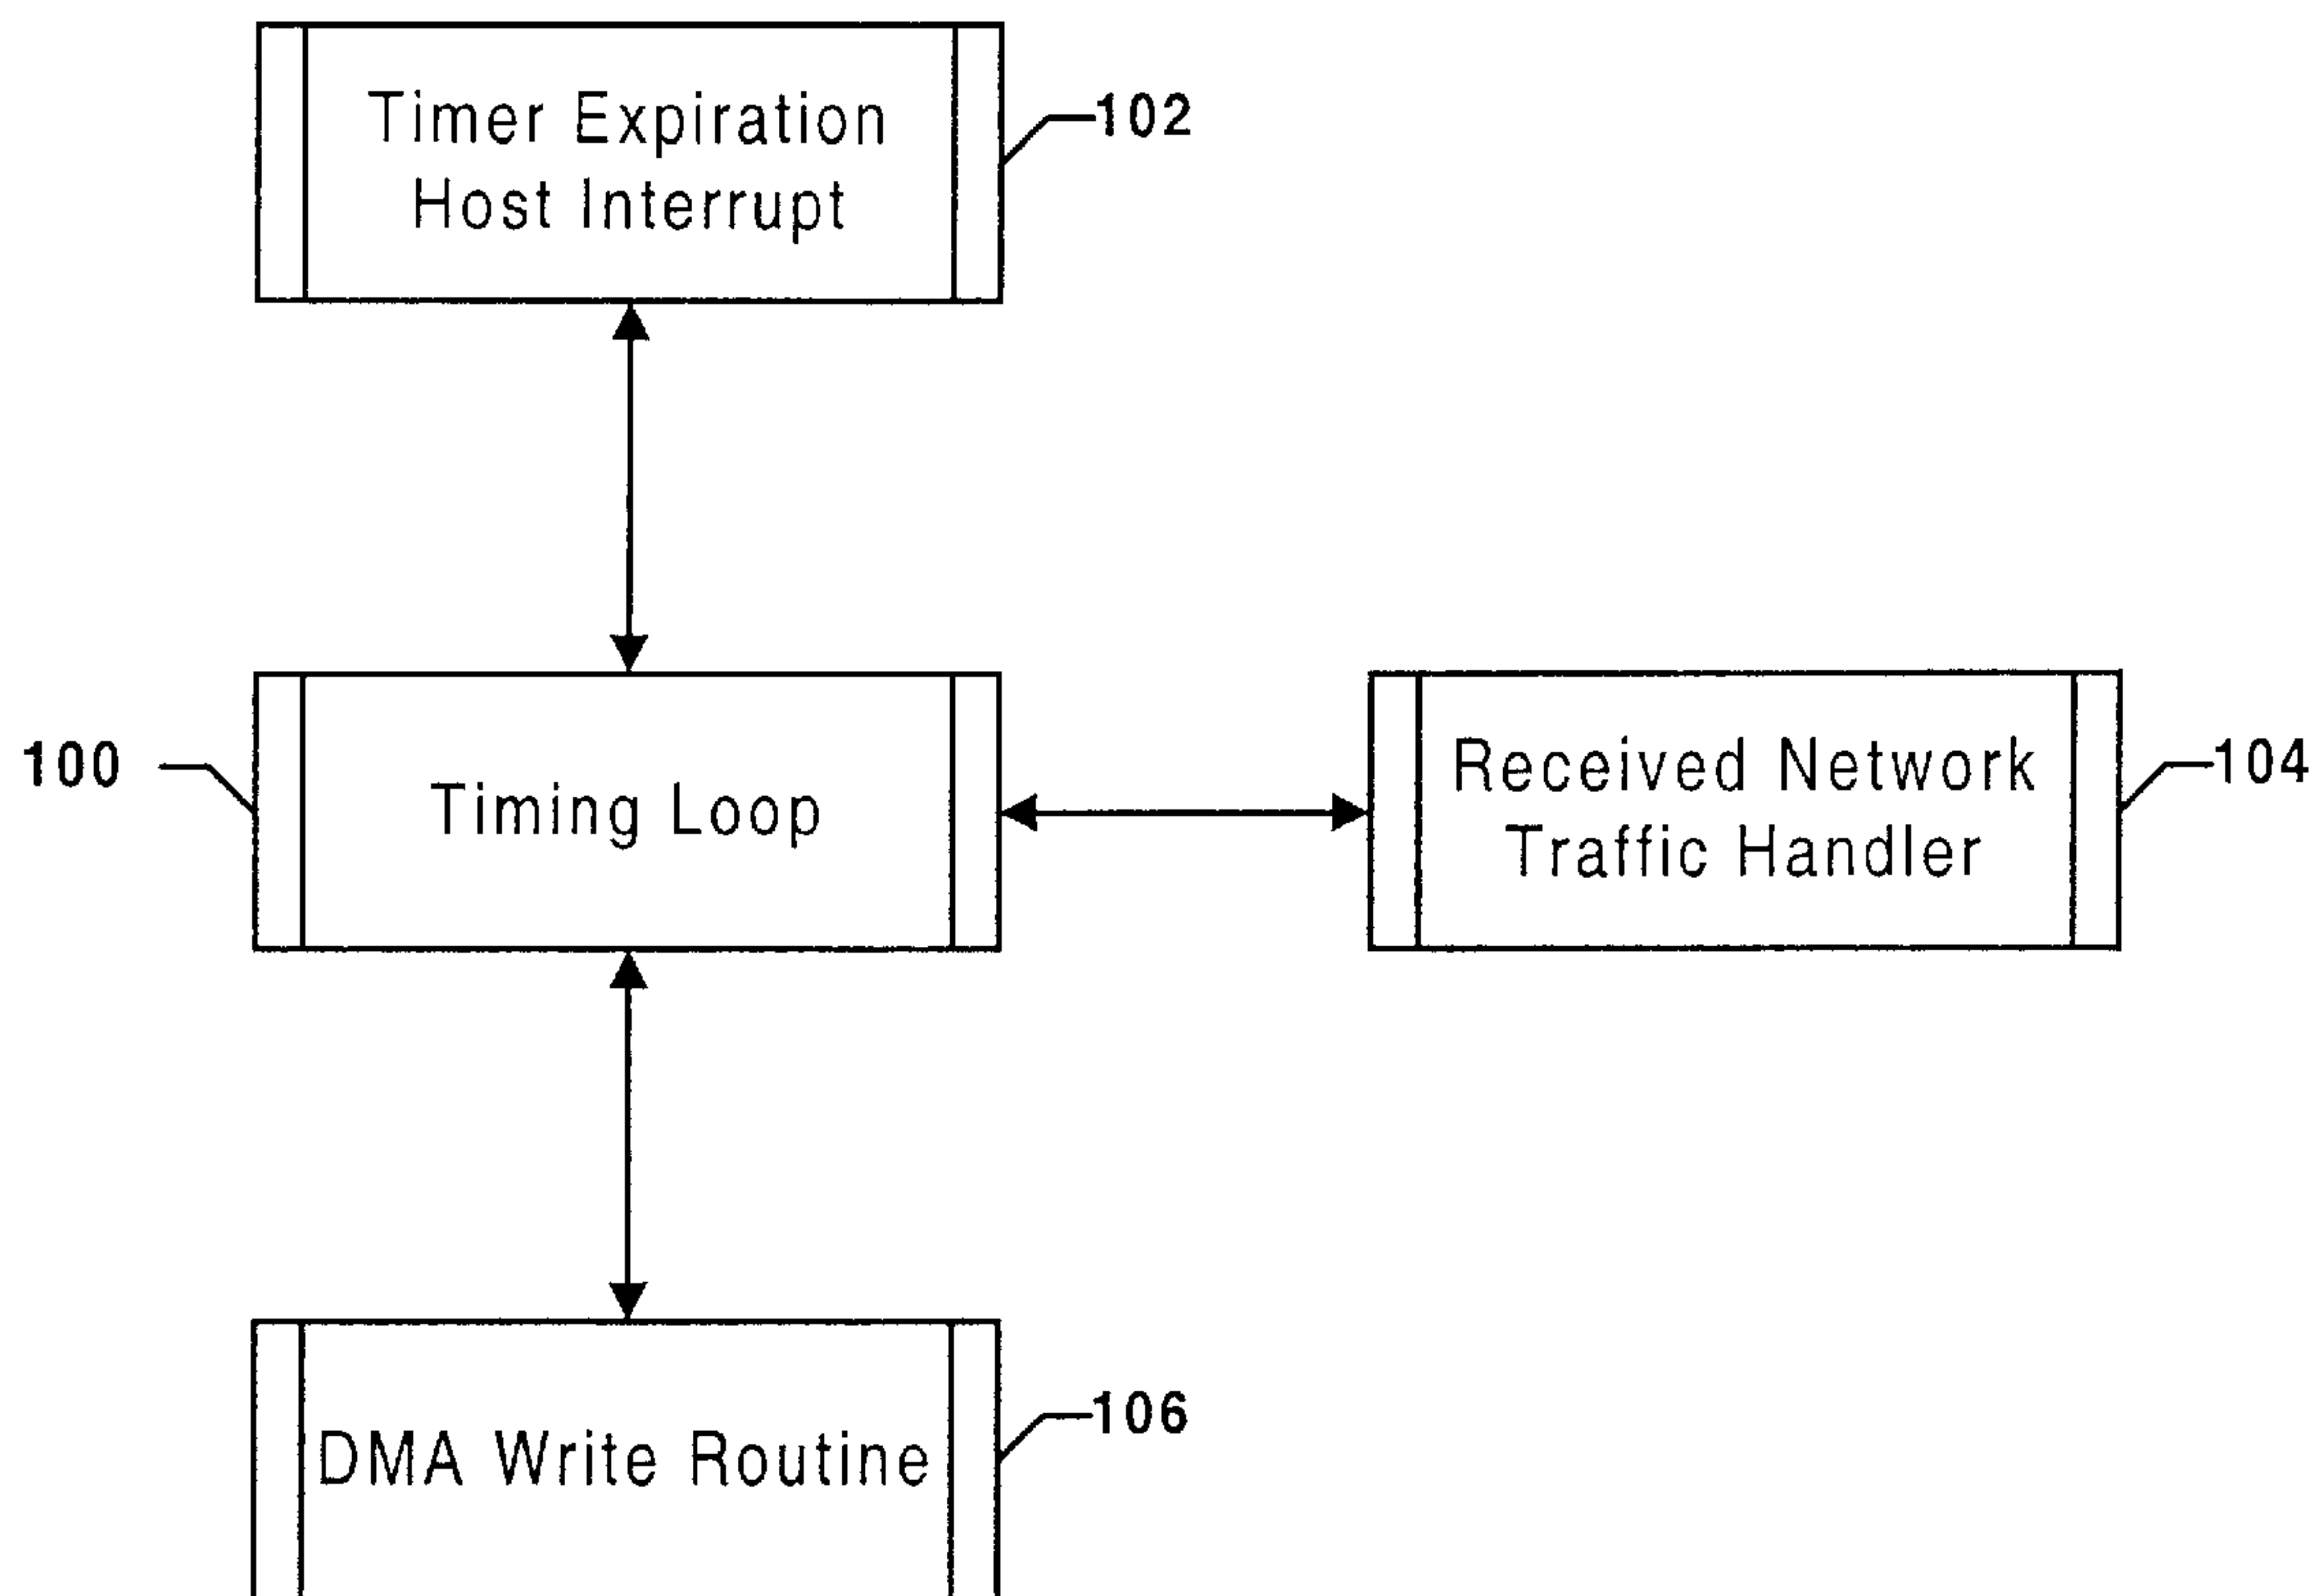 Timer Expiration
Host Interrupt
102
100
Timing Loop
Received Network
Traffic Handler
104
DMA Write Routine
106